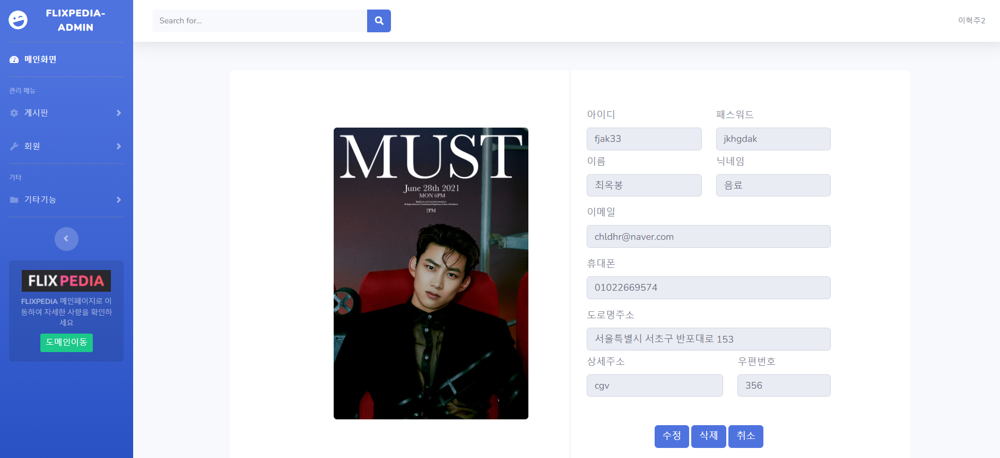 FLIXPEDIA-
ADMIN
메인화면
관리 메뉴
게시판
회원
기타
기타기능
FLIXPEDIA
FLIXPEDIA 메인페이지로 이
동하여 자세한 사항을 확인하
세요
도메인이동
Search for...
이혁주2
MUST
June 28th 2021
MON 6PM
2PM
아이디 패스워드
fjak33 jkhgdak
이름 닉네임
최옥봉 음료
이메일
chldhr@naver.com
휴대폰
01022669574
도로명주소
서울특별시 서초구 반포대로 153
상세주소 우편번호
cgv 356
수정 삭제 취소